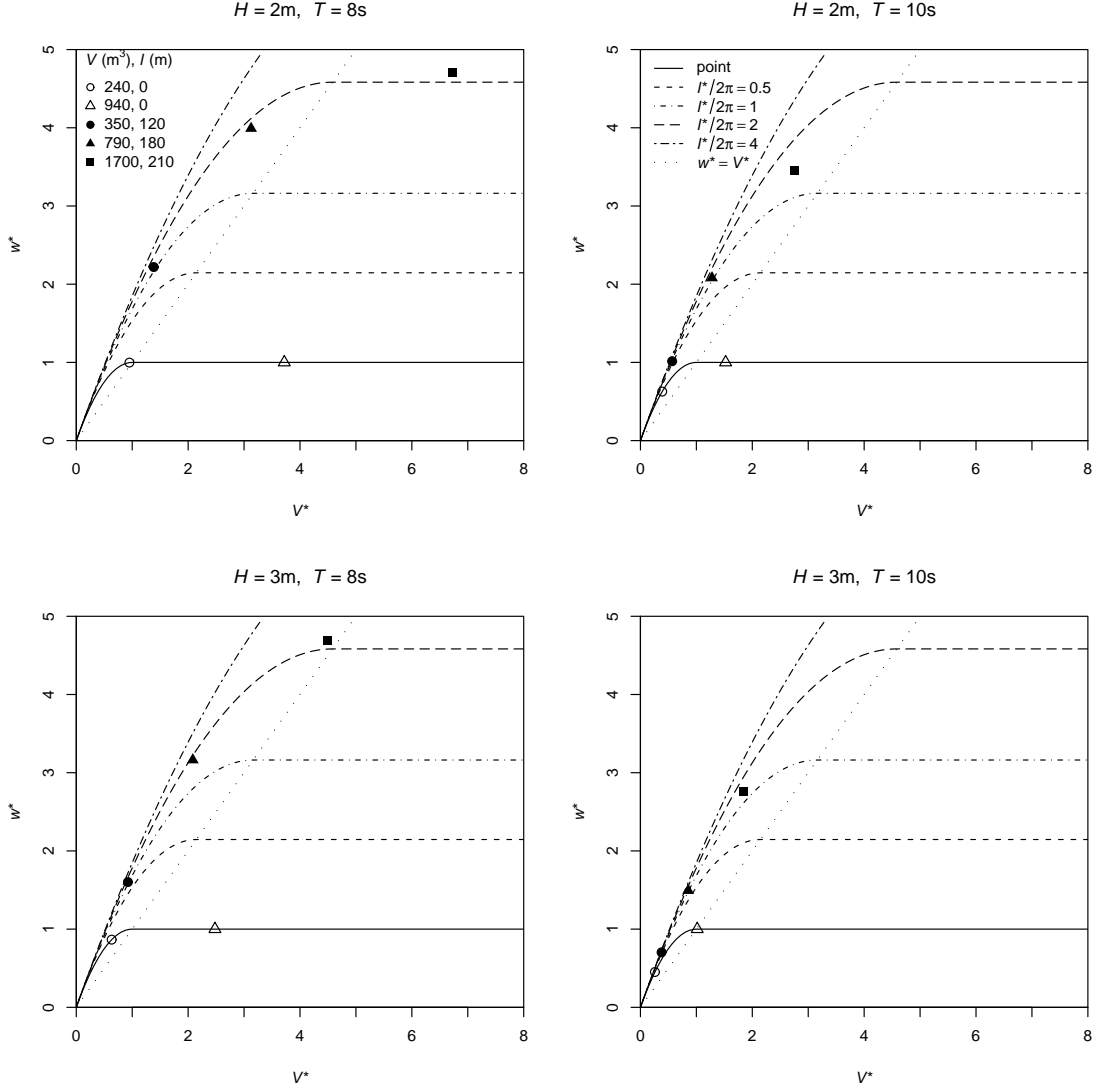 H = 2m, T = 8s
w*
5
4
3
2
1
0
V (m³), l (m)
240, 0
940, 0
350, 120
790, 180
1700, 210
0 2 4 6 8
V*
H = 2m, T = 10s
w*
5
4
3
2
1
0
point
l*/2π = 0.5
l*/2π = 1
l*/2π = 2
l*/2π = 4
w* = V*
0 2 4 6 8
V*
H = 3m, T = 8s
w*
5
4
3
2
1
0
0 2 4 6 8
V*
H = 3m, T = 10s
w*
5
4
3
2
1
0
0 2 4 6 8
V*